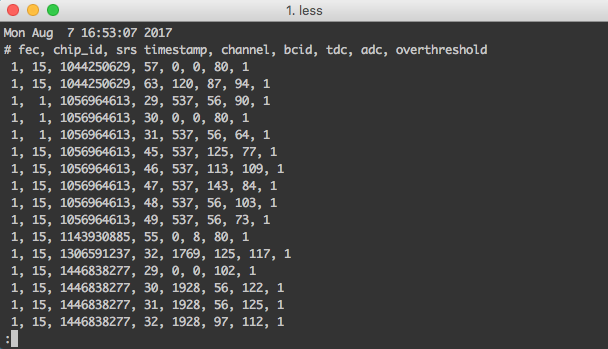 1. less
Mon Aug  7 16:53:07 2017
# fec, chip_id, srs timestamp, channel, bcid, tdc, adc, overthreshold
 1, 15, 1044250629, 57, 0, 0, 80, 1
 1, 15, 1044250629, 63, 120, 87, 94, 1
 1,  1, 1056964613, 29, 537, 56, 90, 1
 1,  1, 1056964613, 30, 0, 0, 80, 1
 1,  1, 1056964613, 31, 537, 56, 64, 1
 1, 15, 1056964613, 45, 537, 125, 77, 1
 1, 15, 1056964613, 46, 537, 113, 109, 1
 1, 15, 1056964613, 47, 537, 143, 84, 1
 1, 15, 1056964613, 48, 537, 56, 103, 1
 1, 15, 1056964613, 49, 537, 56, 73, 1
 1, 15, 1143930885, 55, 0, 8, 80, 1
 1, 15, 1306591237, 32, 1769, 125, 117, 1
 1, 15, 1446838277, 29, 0, 0, 102, 1
 1, 15, 1446838277, 30, 1928, 56, 122, 1
 1, 15, 1446838277, 31, 1928, 56, 125, 1
 1, 15, 1446838277, 32, 1928, 97, 112, 1
: